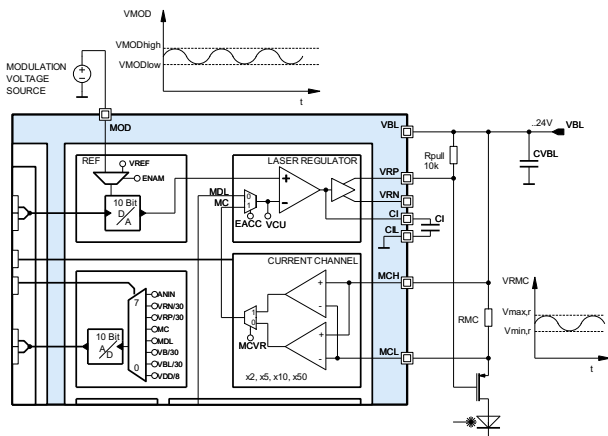 VMOD
VMODhigh
VMODlow
t
MODULATION
VOLTAGE
SOURCE
MOD
VBL
..24V
VBL
REF
VREF
ENAM
10 Bit
D/A
LASER REGULATOR
MDL
MC
0
1
EACC
VCU
+
-
VRP
VRN
CI
CI
CIL
Rpull
10k
CVBL
CURRENT CHANNEL
MCH
+
-
+
-
1
0
MCVR
x2, x5, x10, x50
MCL
RMC
VRMC
Vmax,r
Vmin,r
t
10 Bit
A/D
7
0
ANIN
VRN/30
VRP/30
MC
MDL
VB/30
VBL/30
VDD/8